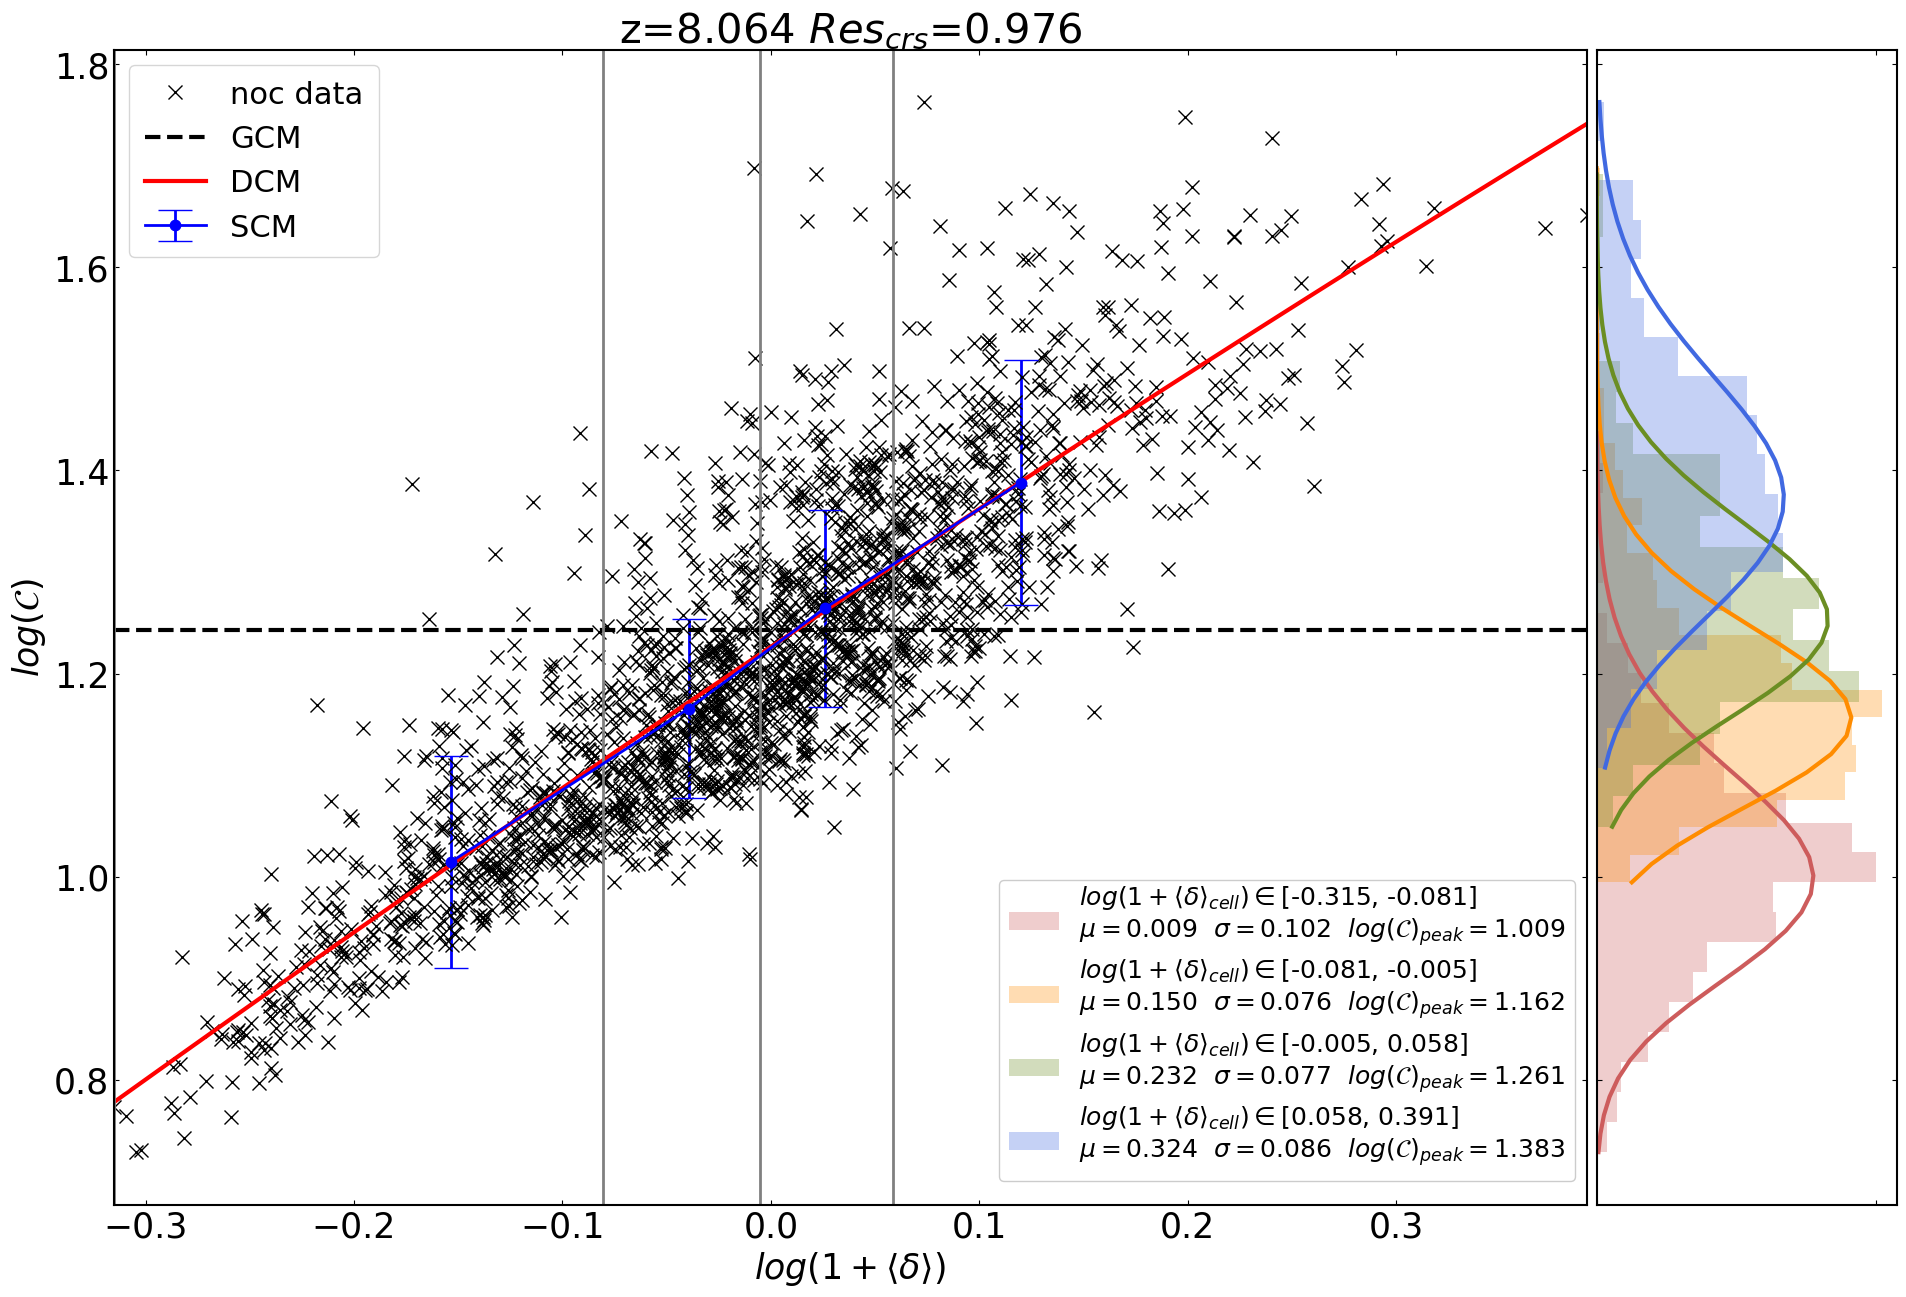 z=8.064 Res_crs=0.976
1.8
1.6
1.4
1.2
1.0
0.8
log(𝒞)
noc data
GCM
DCM
SCM
log(1 + ⟨δ⟩_cell) ∈ [-0.315, -0.081]
μ = 0.009 σ = 0.102 log(𝒞)_peak = 1.009
log(1 + ⟨δ⟩_cell) ∈ [-0.081, -0.005]
μ = 0.150 σ = 0.076 log(𝒞)_peak = 1.162
log(1 + ⟨δ⟩_cell) ∈ [-0.005, 0.058]
μ = 0.232 σ = 0.077 log(𝒞)_peak = 1.261
log(1 + ⟨δ⟩_cell) ∈ [0.058, 0.391]
μ = 0.324 σ = 0.086 log(𝒞)_peak = 1.383
−0.3 −0.2 −0.1 0.0 0.1 0.2 0.3
log(1 + ⟨δ⟩)